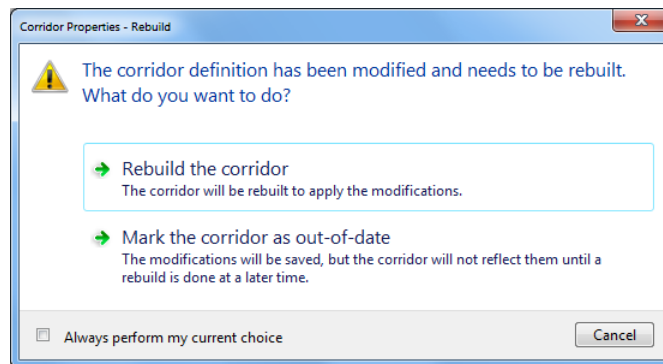 Corridor Properties - Rebuild
The corridor definition has been modified and needs to be rebuilt.
What do you want to do?
Rebuild the corridor
The corridor will be rebuilt to apply the modifications.
Mark the corridor as out-of-date
The modifications will be saved, but the corridor will not reflect them until a
rebuild is done at a later time.
Always perform my current choice
Cancel